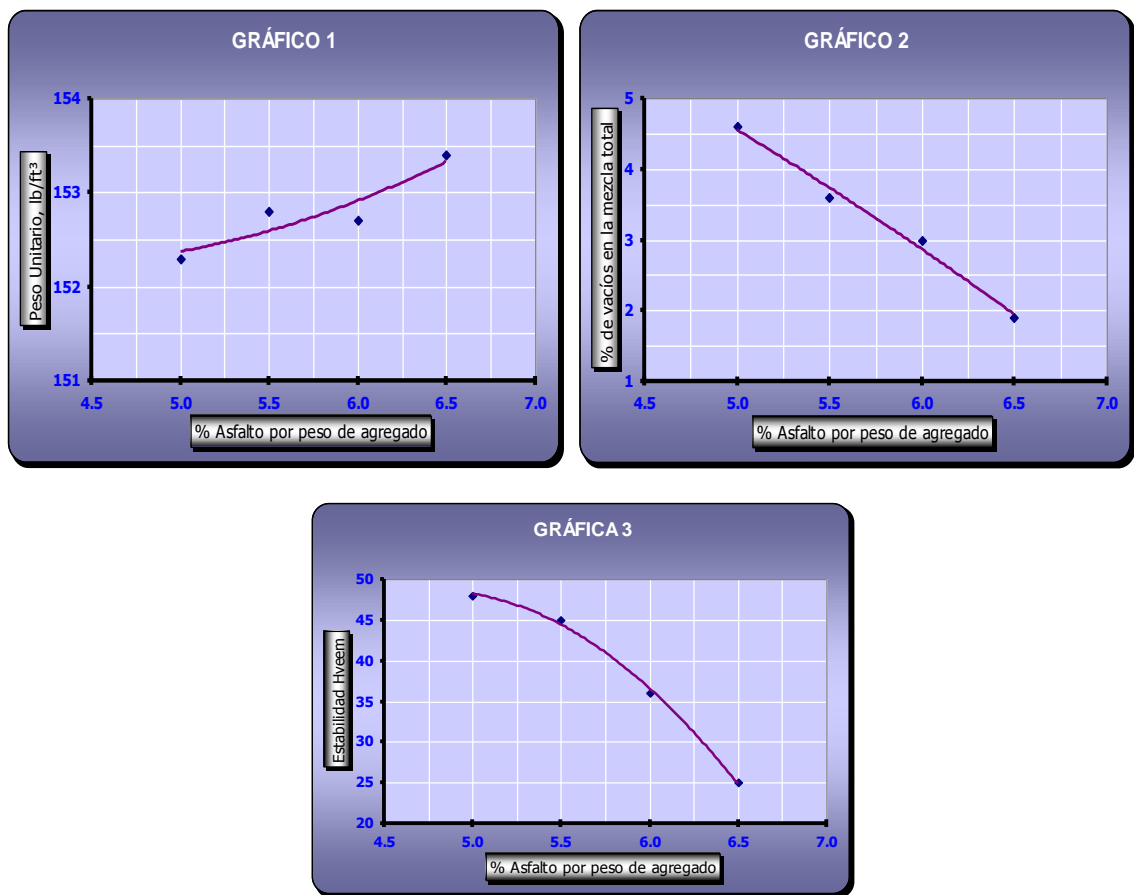 GRÁFICO 1
Peso Unitario, lb/ft³
154
153
152
151
4.5 5.0 5.5 6.0 6.5 7.0
% Asfalto por peso de agregado
GRÁFICO 2
% de vacíos en la mezcla total
5
4
3
2
1
4.5 5.0 5.5 6.0 6.5 7.0
% Asfalto por peso de agregado
GRÁFICA 3
Estabilidad Hveem
50
45
40
35
30
25
20
4.5 5.0 5.5 6.0 6.5 7.0
% Asfalto por peso de agregado